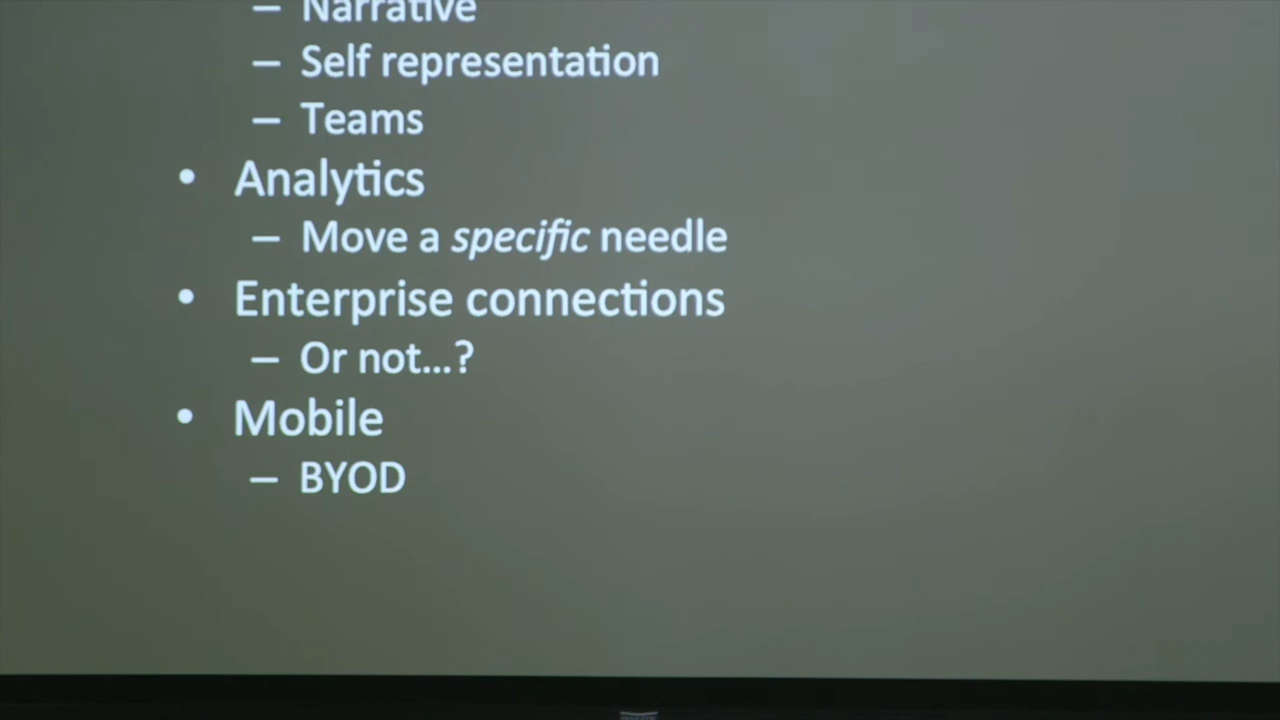 – Narrative
– Self representation
– Teams
• Analytics
– Move a specific needle
• Enterprise connections
– Or not...?
• Mobile
– BYOD